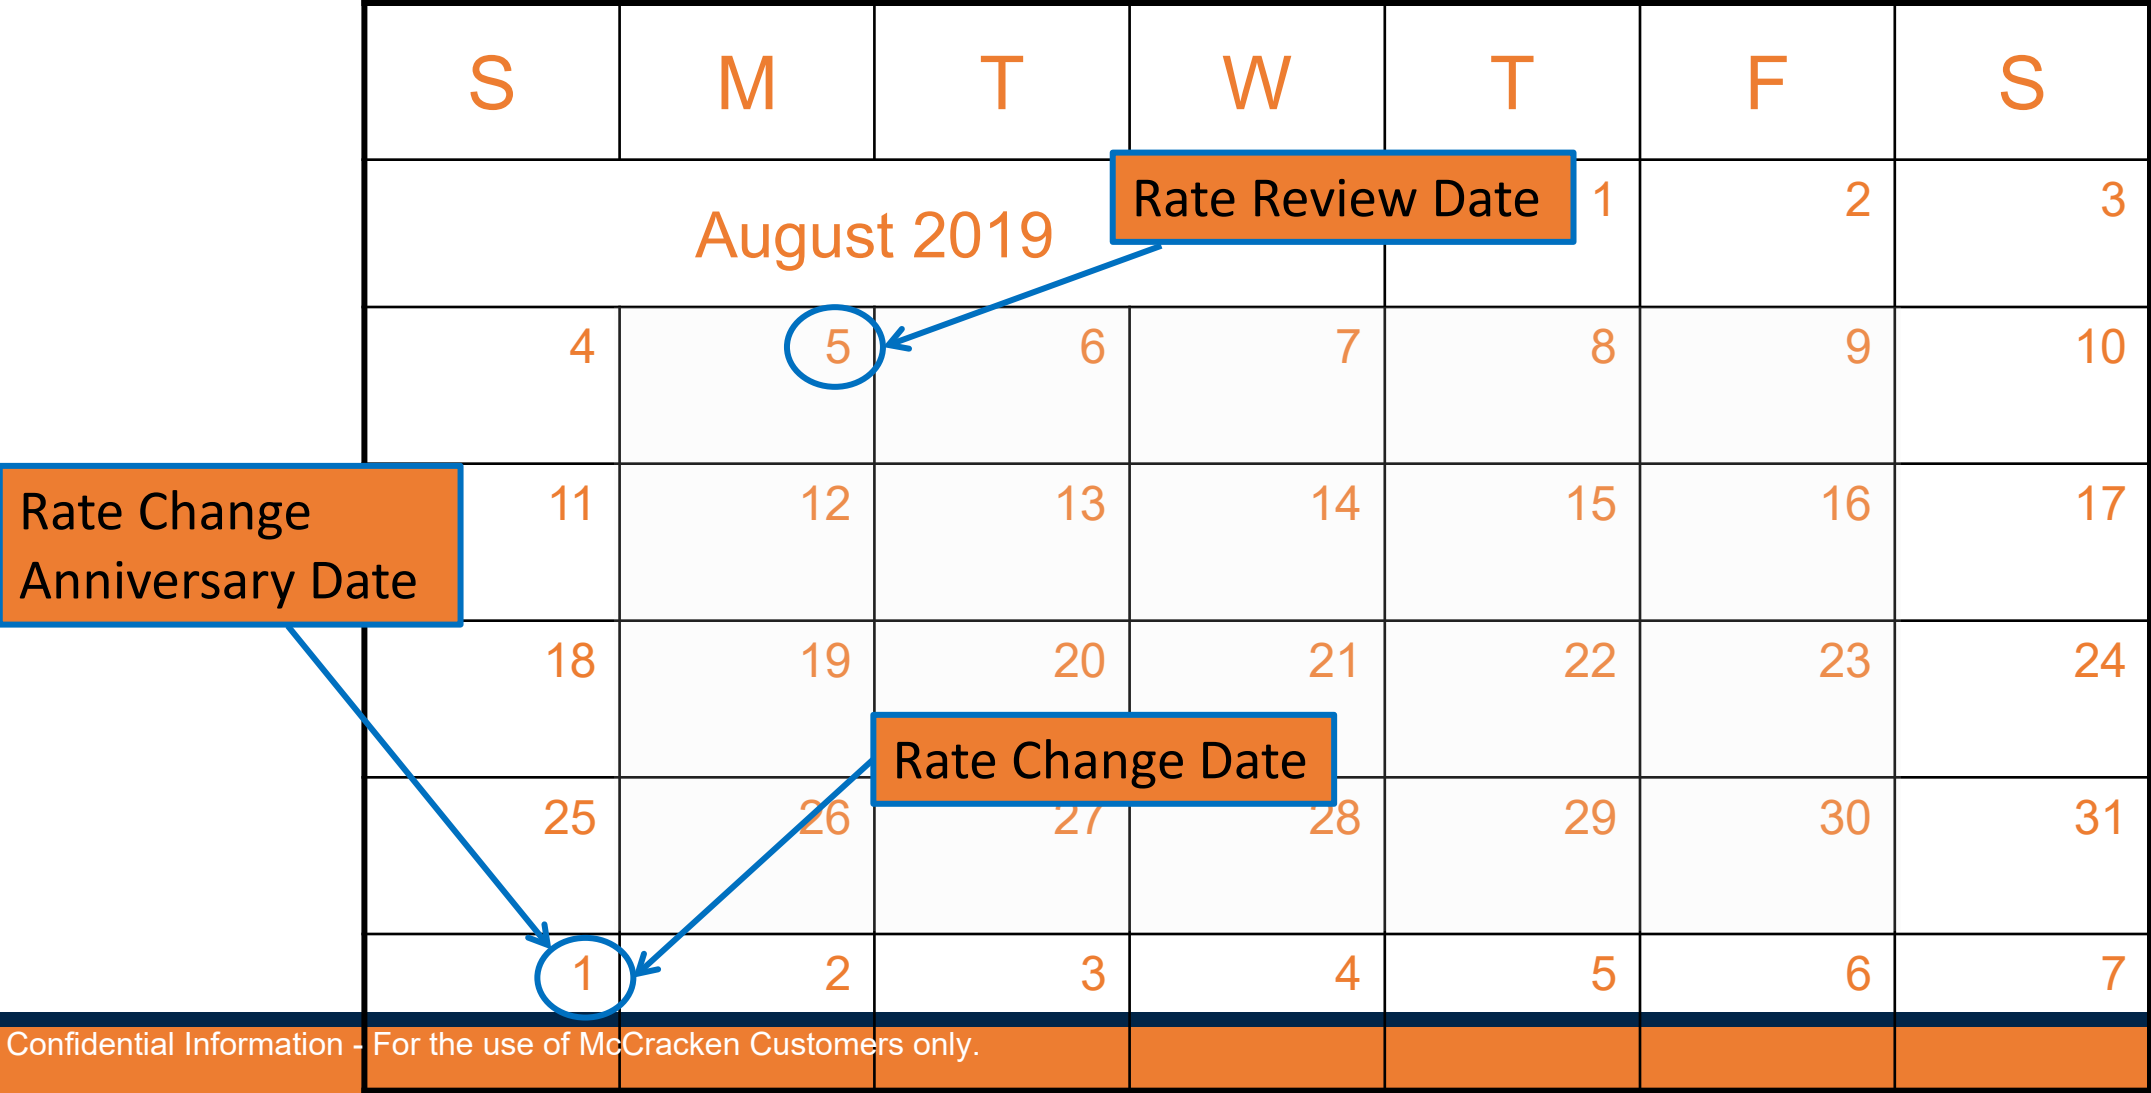 S M T W T F S
Rate Review Date
August 2019 1 2 3
4 5 6 7 8 9 10
Rate Change
Anniversary Date
11 12 13 14 15 16 17
18 19 20 21 22 23 24
Rate Change Date
25 26 27 28 29 30 31
1 2 3 4 5 6 7
Confidential Information - For the use of McCracken Customers only.